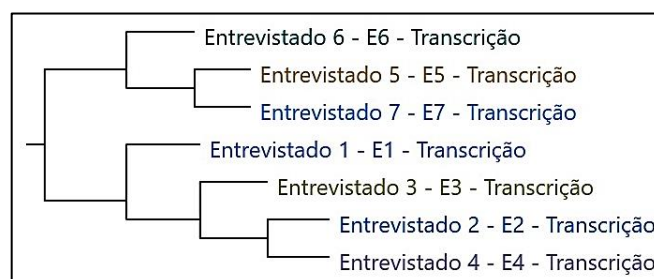 Entrevistado 6 - E6 - Transcrição
Entrevistado 5 - E5 - Transcrição
Entrevistado 7 - E7 - Transcrição
Entrevistado 1 - E1 - Transcrição
Entrevistado 3 - E3 - Transcrição
Entrevistado 2 - E2 - Transcrição
Entrevistado 4 - E4 - Transcrição